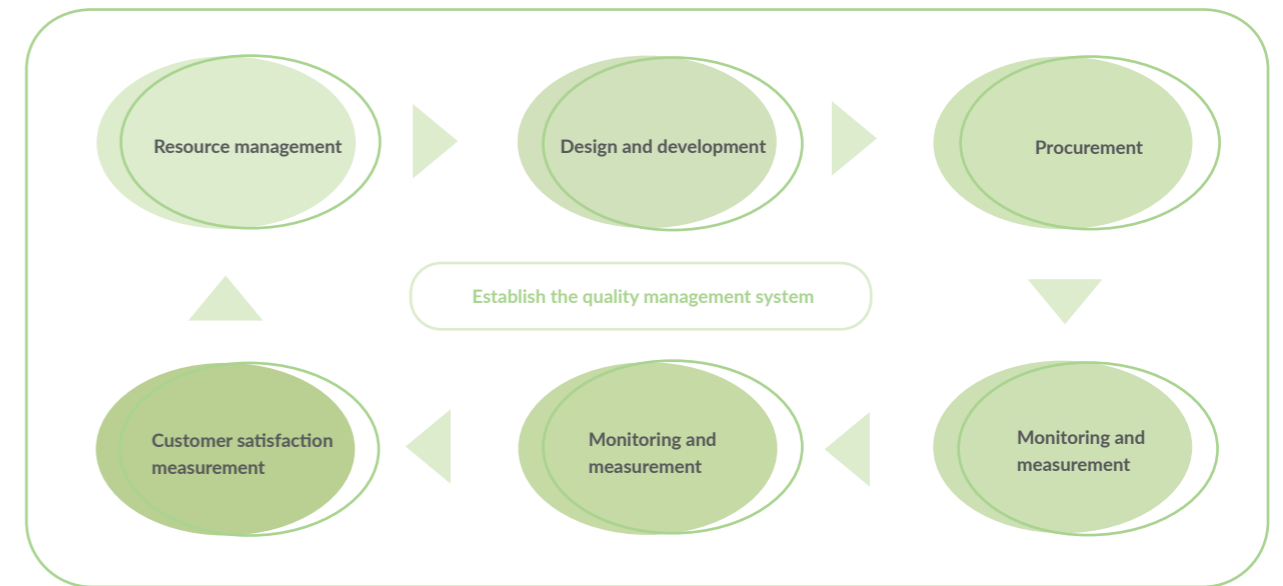 Resource management
Design and development
Procurement
Establish the quality management system
Customer satisfaction
measurement
Monitoring and
measurement
Monitoring and
measurement